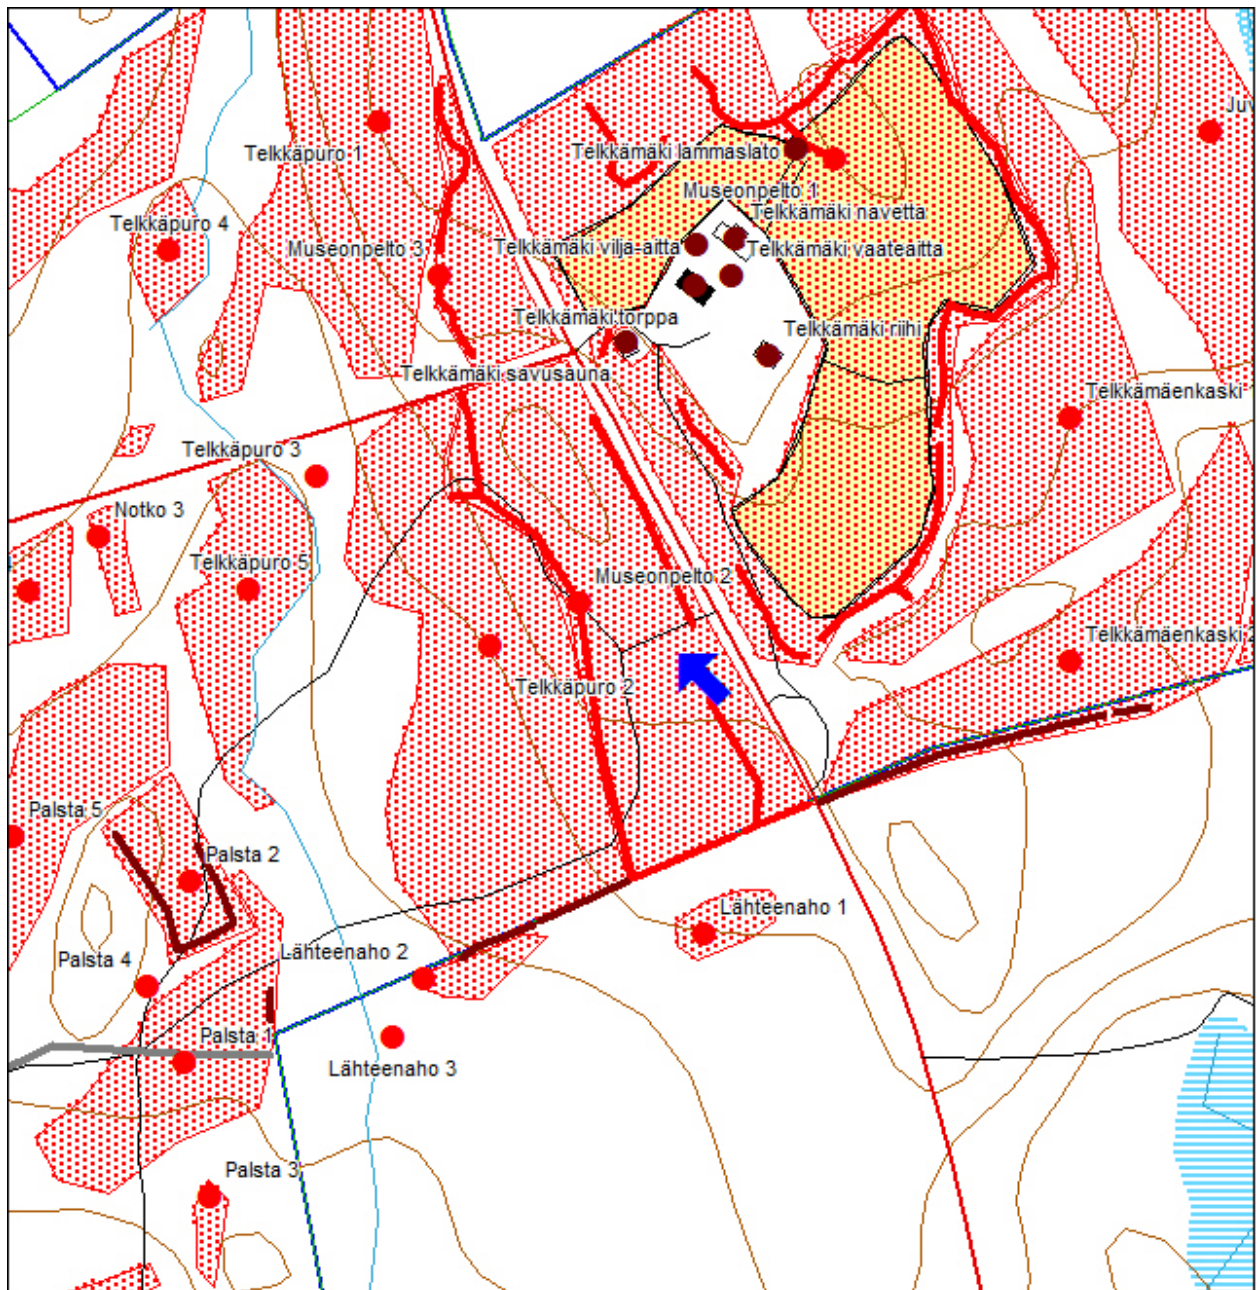 Juv
Telkkämäki lammaslato
Telkkäpuro 1
Museonpelto 1
Telkkämäki navetta
Telkkäpuro 4
Museonpelto 3
Telkkämäki vilja-aitta
Telkkämäki vaateaitta
Telkkämäki torppa
Telkkämäki riihi
Telkkämäki savusauna
Telkkämäenkaski
Telkkäpuro 3
Notko 3
Telkkäpuro 5
Museonpelto 2
Telkkämäenkaski 2
Telkkäpuro 2
Palsta 5
Palsta 2
Lähteenaho 1
Lähteenaho 2
Palsta 4
Palsta 1
Lähteenaho 3
Palsta 3